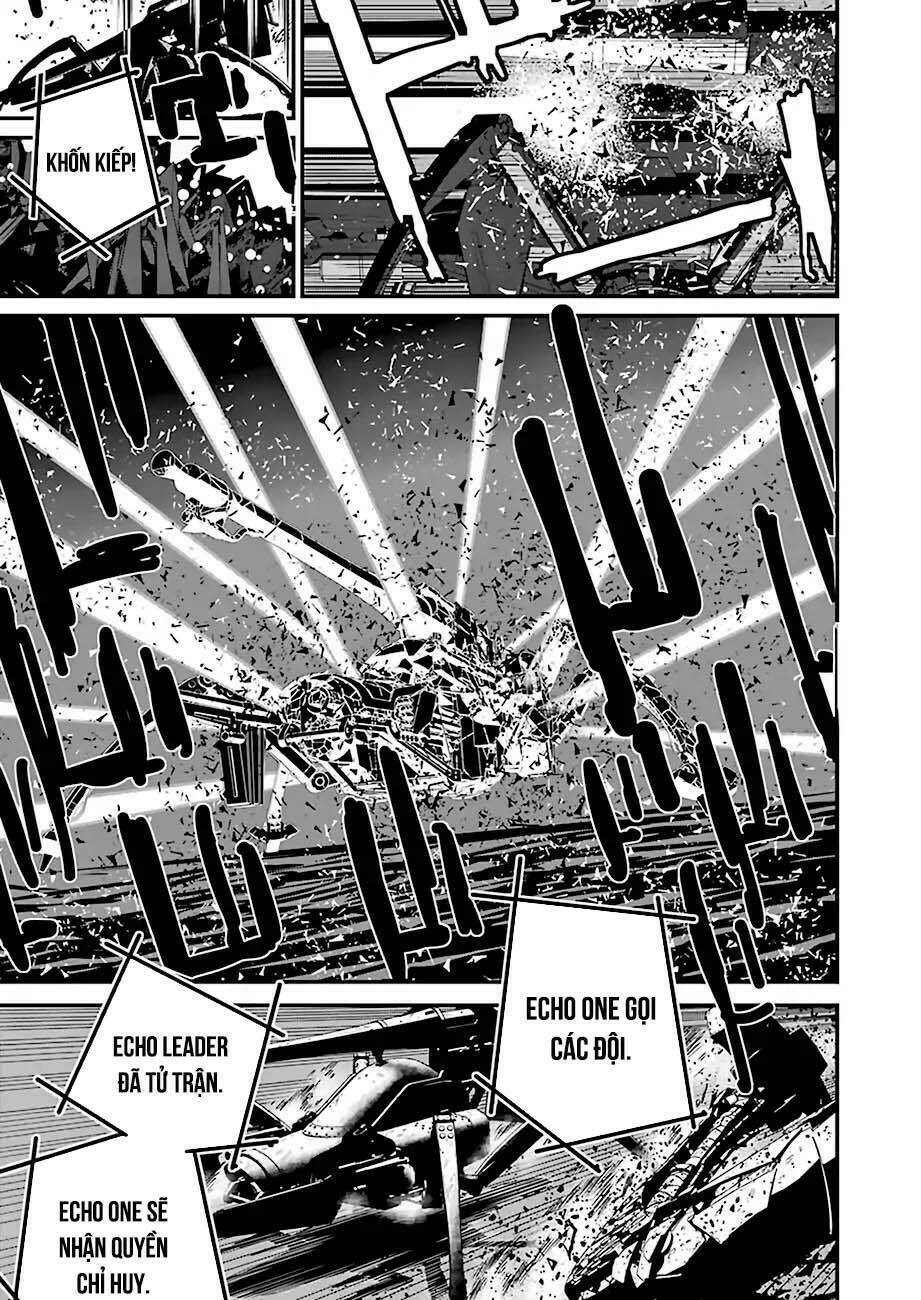 KHỐN KIẾP!
ECHO ONE GỌI
CÁC ĐỘI.
ECHO LEADER
ĐÃ TỬ TRẬN.
ECHO ONE SẼ
NHẬN QUYỀN
CHỈ HUY.